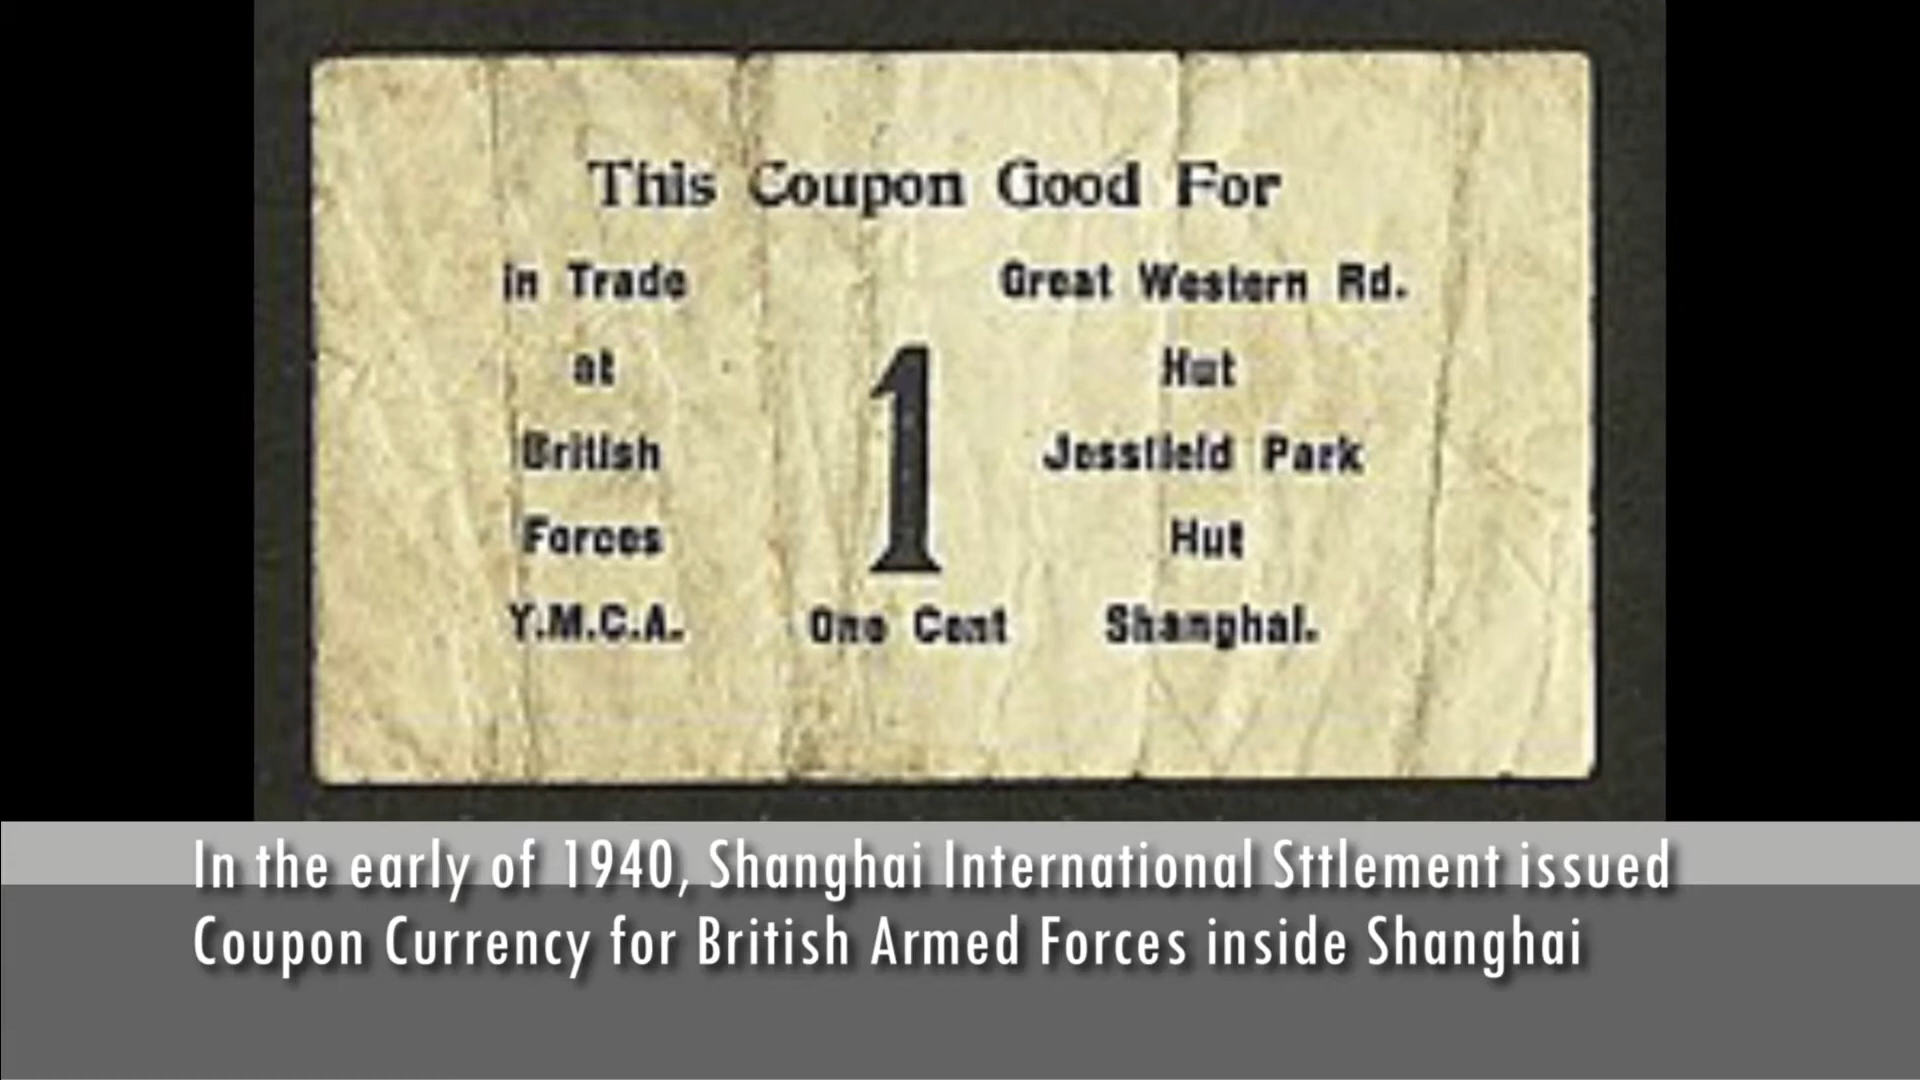 This Coupon Good For
In Trade
at
British
Forces
Y.M.C.A.
1
One Cent
Great Western Rd.
Hut
Jessfield Park
Hut
Shanghai.
In the early of 1940, Shanghai International Sttlement issued
Coupon Currency for British Armed Forces inside Shanghai